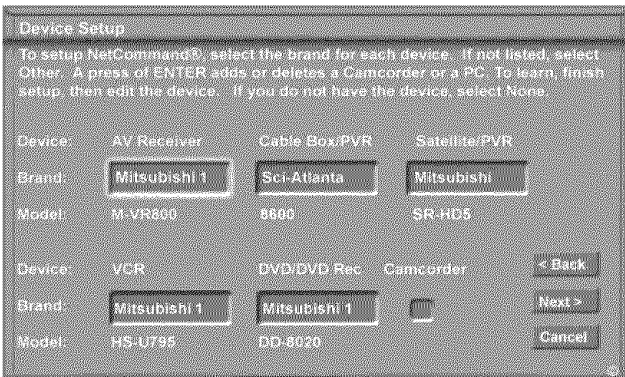 Device Setup
To setup NetCommand®, select the brand for each device. If not listed, select
Other. A press of ENTER adds or deletes a Camcorder or a PC. To learn, finish
setup, then edit the device. If you do not have the device, select None.
Device: AV Receiver Cable Box/PVR Satellite/PVR
Brand: Mitsubishi 1 Sci-Atlanta Mitsubishi
Model: M-VR800 8600 SR-HD5
Device: VCR DVD/DVD Rec Camcorder < Back
Brand: Mitsubishi 1 Mitsubishi 1 Next >
Model: HS-U795 DD-8020 Cancel
©